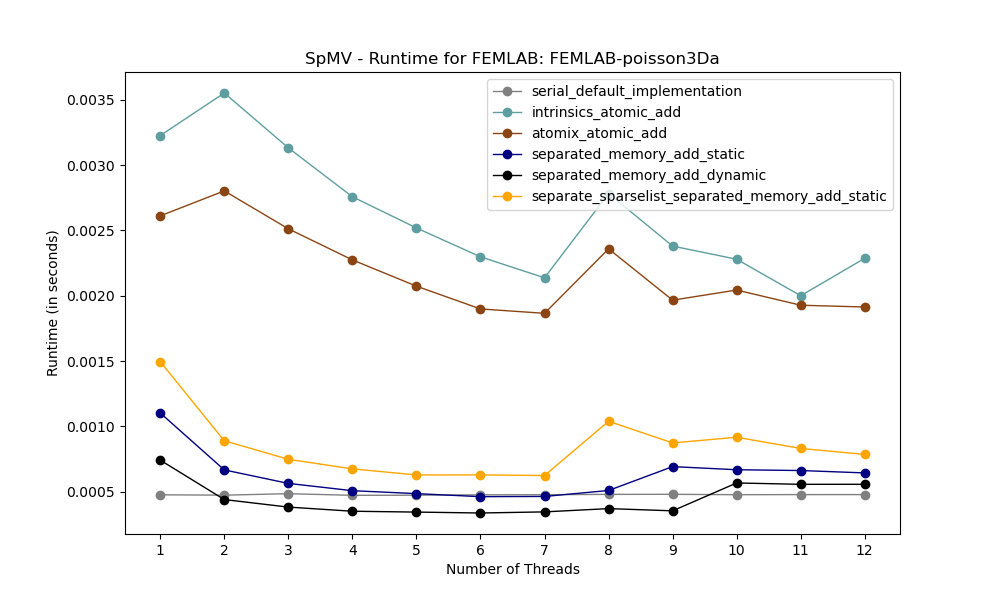 SpMV - Runtime for FEMLAB: FEMLAB-poisson3Da
serial_default_implementation
intrinsics_atomic_add
atomix_atomic_add
separated_memory_add_static
separated_memory_add_dynamic
separate_sparselist_separated_memory_add_static
Runtime (in seconds)
0.0035
0.0030
0.0025
0.0020
0.0015
0.0010
0.0005
1 2 3 4 5 6 7 8 9 10 11 12
Number of Threads